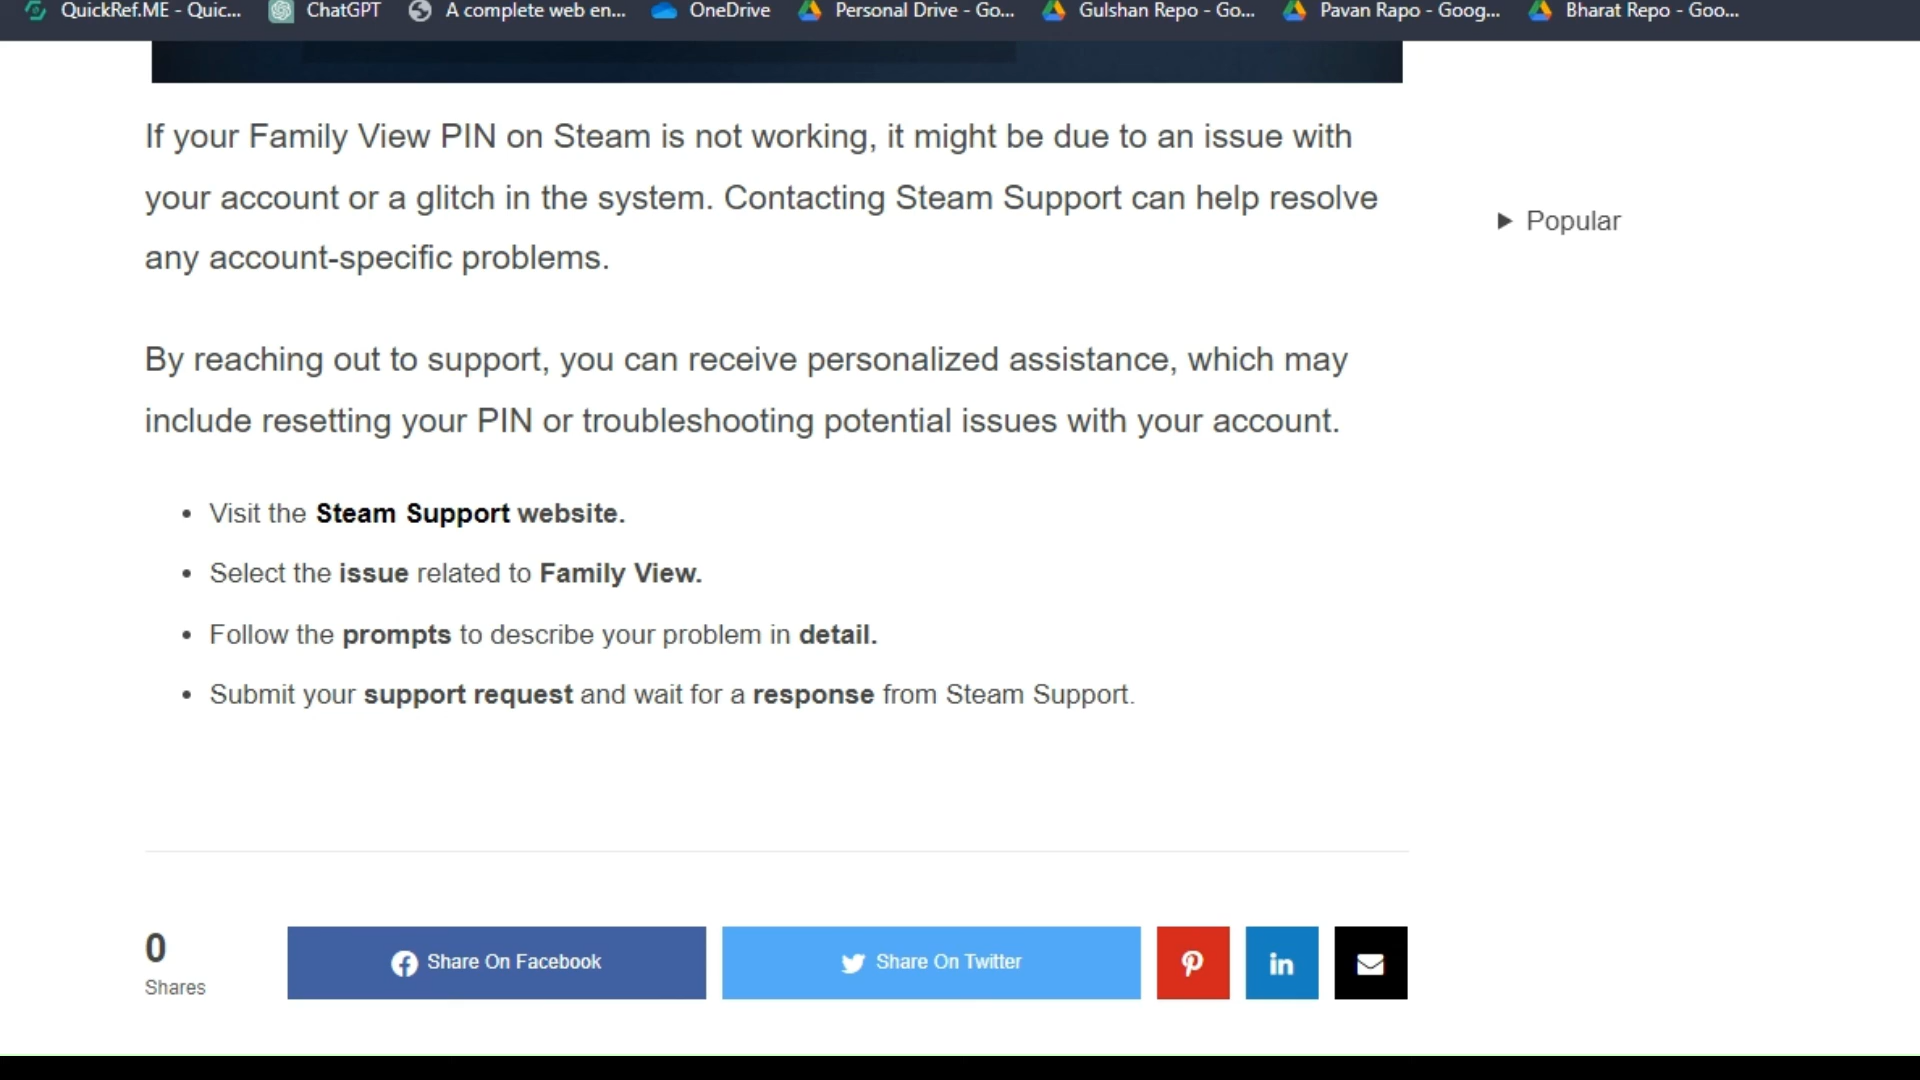 QuickRef.ME - Quic...
ChatGPT
A complete web en...
OneDrive
Personal Drive - Go...
Gulshan Repo - Go...
Pavan Rapo - Goog...
Bharat Repo - Goo...
If your Family View PIN on Steam is not working, it might be due to an issue with
your account or a glitch in the system. Contacting Steam Support can help resolve
any account-specific problems.
Popular
By reaching out to support, you can receive personalized assistance, which may
include resetting your PIN or troubleshooting potential issues with your account.
• Visit the Steam Support website.
• Select the issue related to Family View.
• Follow the prompts to describe your problem in detail.
• Submit your support request and wait for a response from Steam Support.
0
Shares
Share On Facebook
Share On Twitter